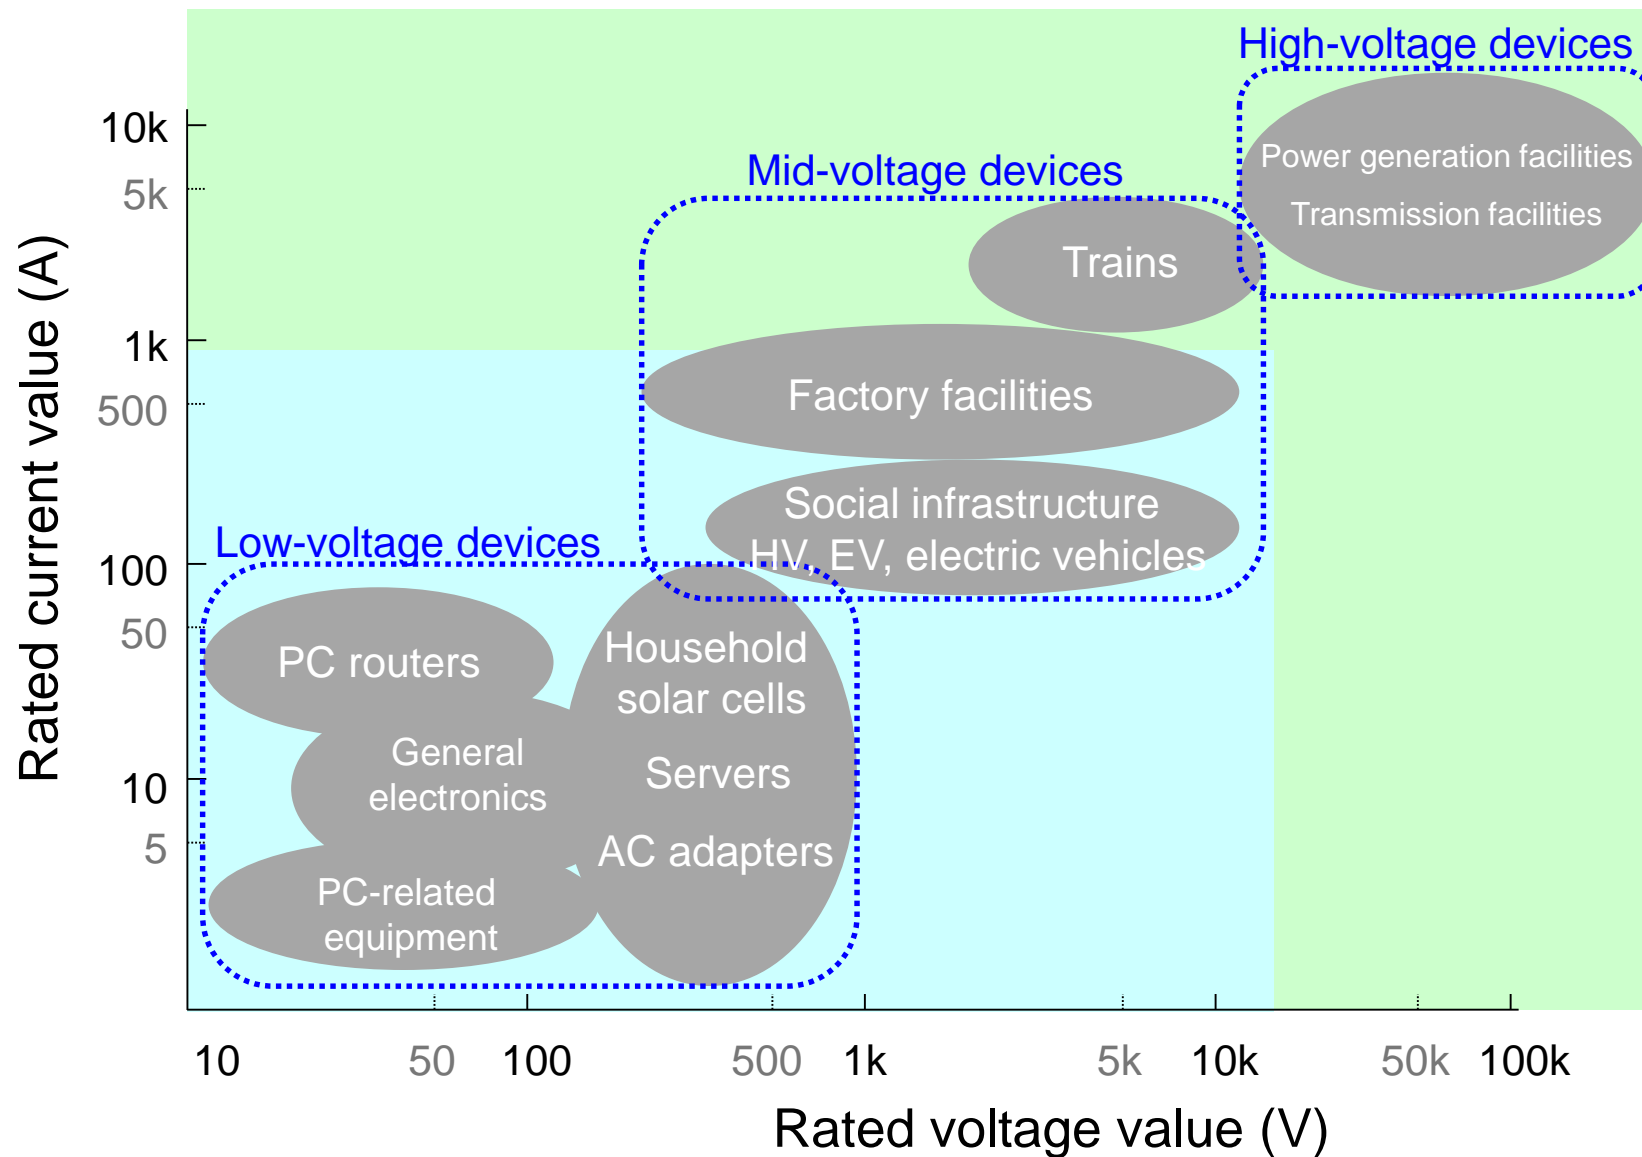 High-voltage devices
10k
Power generation facilities
Mid-voltage devices
5k
Transmission facilities
Trains
1k
Factory facilities
500
Social infrastructure
HV, EV, electric vehicles
Low-voltage devices
100
50
Household
solar cells
PC routers
General
electronics
Servers
10
5
AC adapters
PC-related
equipment
Rated current value (A)
10 50 100 500 1k 5k 10k 50k 100k
Rated voltage value (V)